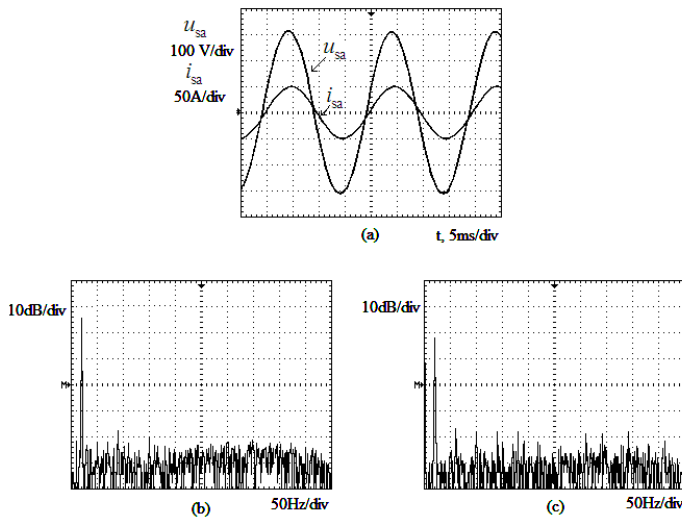 u_sa
100 V/div
i_sa
50A/div
u_sa
i_sa
(a)
t, 5ms/div
10dB/div
M
(b)
50Hz/div
10dB/div
M
(c)
50Hz/div